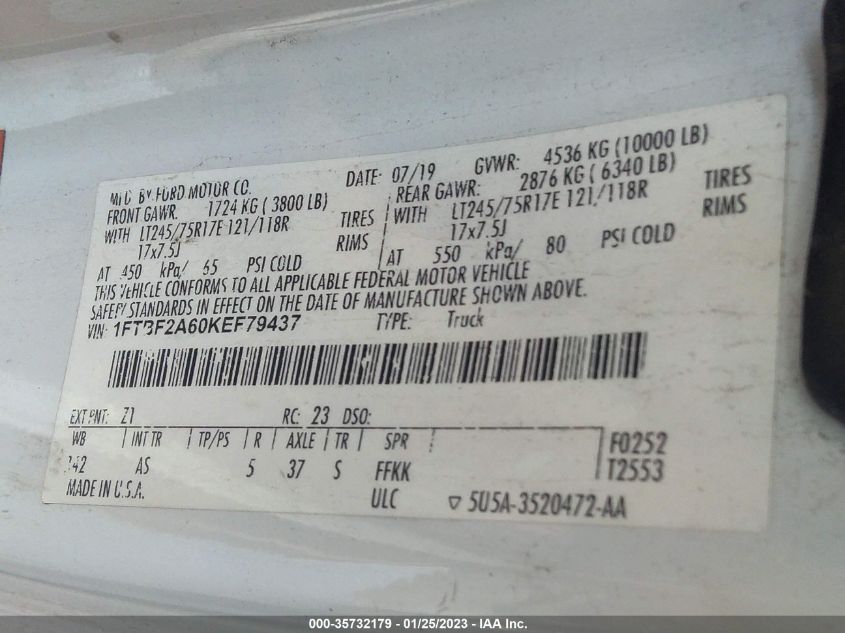 MFD. BY FORD MOTOR CO. DATE: 07/19 GVWR: 4536 KG (10000 LB)
FRONT GAWR: 1724 KG ( 3800 LB) REAR GAWR: 2876 KG ( 6340 LB)
WITH LT245/75R17E 121/118R TIRES WITH LT245/75R17E 121/118R TIRES
17x7.5J RIMS 17x7.5J RIMS
AT 450 kPa/ 65 PSI COLD AT 550 kPa/ 80 PSI COLD
THIS VEHICLE CONFORMS TO ALL APPLICABLE FEDERAL MOTOR VEHICLE
SAFETY STANDARDS IN EFFECT ON THE DATE OF MANUFACTURE SHOWN ABOVE.
VIN: 1FTBF2A60KEF79437 TYPE: Truck
EXT PNT: Z1 RC: 23 DSO:
WB INT TR TP/PS R AXLE TR SPR F0252
142 AS 5 37 S FFKK T2553
MADE IN U.S.A. ULC ▽ 5U5A-3520472-AA
000-35732179 — 01/25/2023 — IAA Inc.